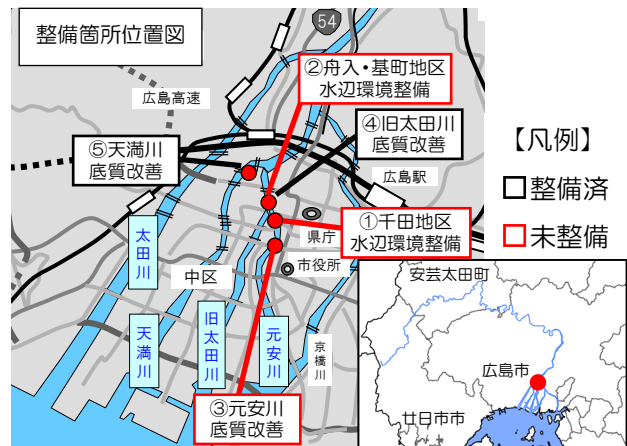 整備箇所位置図
54
②舟入・基町地区
水辺環境整備
広島高速
④旧太田川
底質改善
⑤天満川
底質改善
広島駅
【凡例】
整備済
未整備
①千田地区
水辺環境整備
県庁
市役所
太田川
中区
天満川
旧太田川
元安川
京橋川
③元安川
底質改善
安芸太田町
広島市
廿日市市